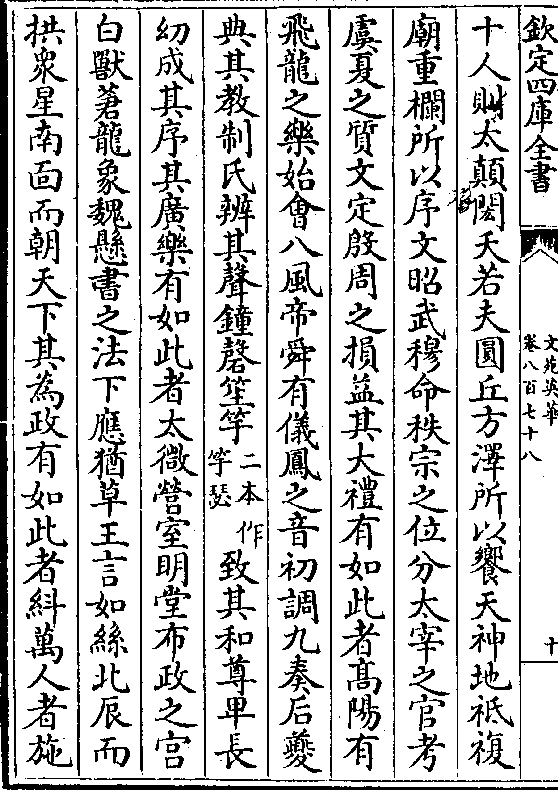 欽定四庫全書
文苑英華
卷八百七十八
十
十人則太顛閎夭若夫圓丘方澤所以饗天神地祇複
廟重欄所以序文昭武穆命秩宗之位分太宰之官考
虞夏之質文定殷周之損益其大禮有如此者高陽有
飛龍之樂始會八風帝舜有儀鳳之音初調九奏后夔
典其教制氏辨其聲鐘磬笙竽二本作竽瑟致其和尊卑長
幼成其序其廣樂有如此者太微營室明堂布政之宮
白獸蒼龍象魏懸書之法下應猶草王言如絲北辰而
拱衆星南面而朝天下其為政有如此者糾萬人者施